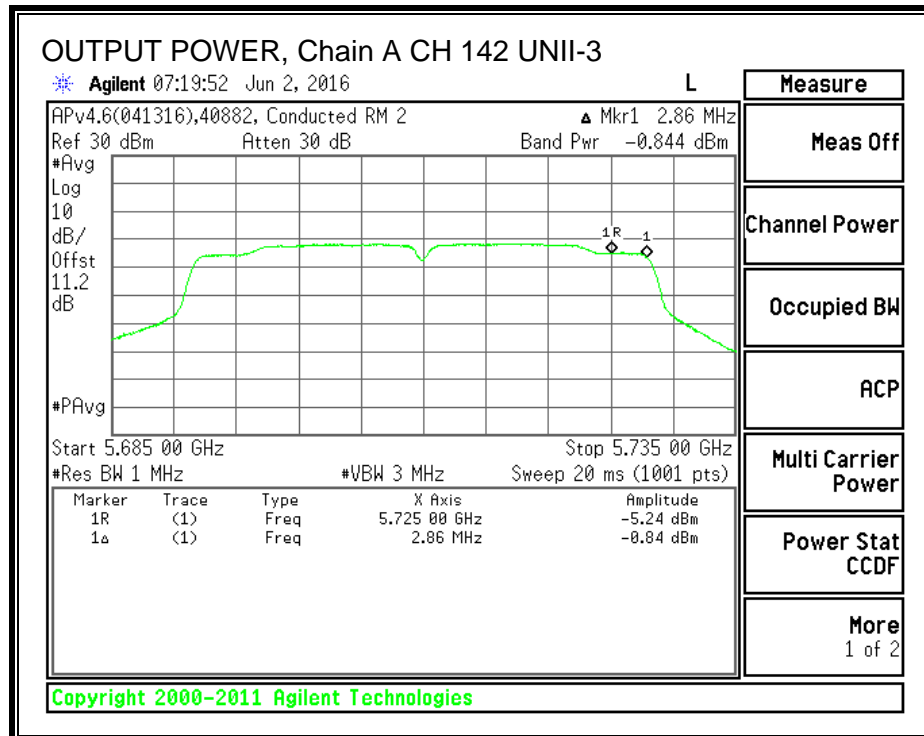 OUTPUT POWER, Chain A CH 142 UNII-3
Agilent 07:19:52 Jun 2, 2016 L
Measure
APv4.6(041316),40882, Conducted RM 2 Δ Mkr1 2.86 MHz
Ref 30 dBm Atten 30 dB Band Pwr -0.844 dBm
Meas Off
#Avg
Log
10
dB/
Offst
11.2
dB
1R 1
#PAvg
Channel Power
Occupied BW
ACP
Start 5.685 00 GHz Stop 5.735 00 GHz
#Res BW 1 MHz #VBW 3 MHz Sweep 20 ms (1001 pts)
Multi Carrier
Power
Marker Trace Type X Axis Amplitude
1R (1) Freq 5.725 00 GHz -5.24 dBm
1Δ (1) Freq 2.86 MHz -0.84 dBm
Power Stat
CCDF
More
1 of 2
Copyright 2000-2011 Agilent Technologies